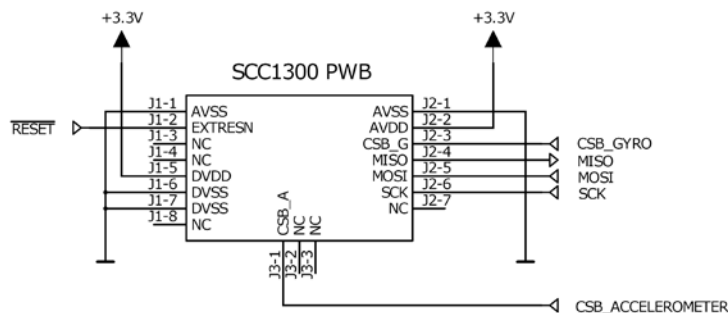 +3.3V +3.3V
SCC1300 PWB
J1-1 AVSS AVSS J2-1
RESET J1-2 EXTRESN AVDD J2-2
J1-3 NC CSB_G J2-3 CSB_GYRO
J1-4 NC MISO J2-4 MISO
J1-5 DVDD MOSI J2-5 MOSI
J1-6 DVSS SCK J2-6 SCK
J1-7 DVSS NC J2-7
J1-8 NC
CSB_A NC NC
J3-1 J3-2 J3-3
CSB_ACCELEROMETER